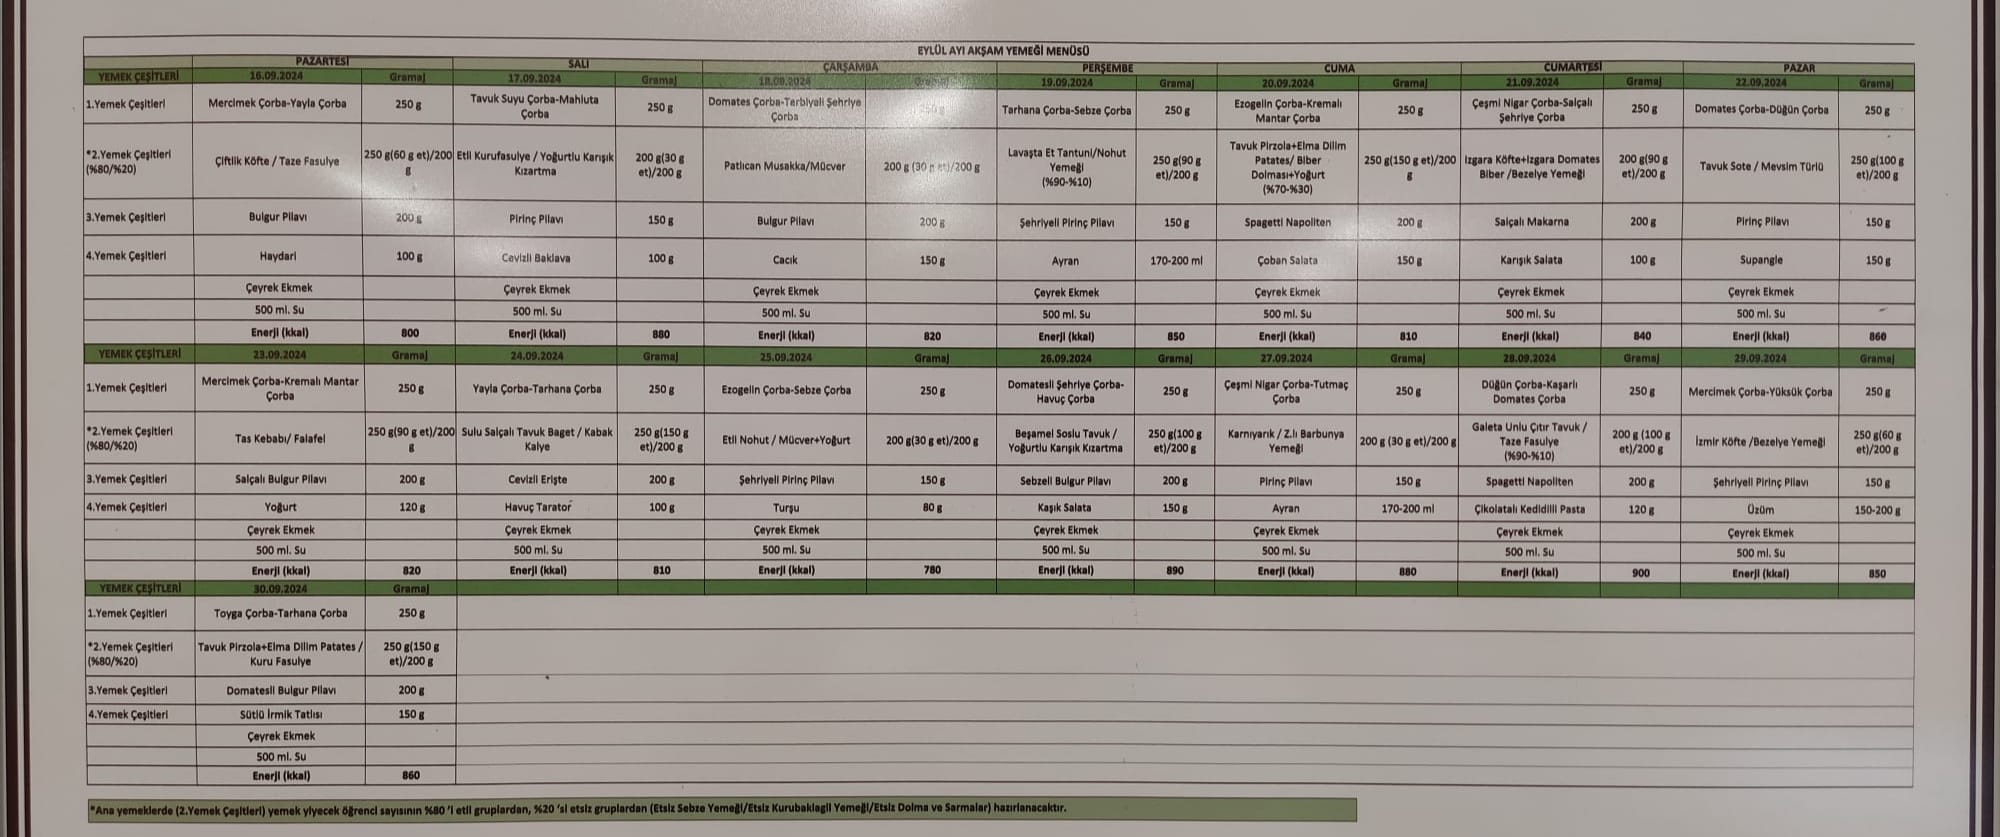 EYLÜL AYI AKŞAM YEMEĞİ MENÜSÜ
PAZARTESİ SALI ÇARŞAMBA PERŞEMBE CUMA CUMARTESİ PAZAR
YEMEK ÇEŞİTLERİ 16.09.2024 Gramaj 17.09.2024 Gramaj 18.09.2024 Gramaj 19.09.2024 Gramaj 20.09.2024 Gramaj 21.09.2024 Gramaj 22.09.2024 Gramaj
1.Yemek Çeşitleri Mercimek Çorba-Yayla Çorba 250 g Tavuk Suyu Çorba-Mahluta Çorba 250 g Domates Çorba-Terbiyeli Şehriye Çorba 250 g Tarhana Çorba-Sebze Çorba 250 g Ezogelin Çorba-Kremalı Mantar Çorba 250 g Çeşmi Nigar Çorba-Salçalı Şehriye Çorba 250 g Domates Çorba-Düğün Çorba 250 g
*2.Yemek Çeşitleri (%80/%20) Çiftlik Köfte / Taze Fasulye 250 g(60 g et)/200 g Etli Kurufasulye / Yoğurtlu Karışık Kızartma 200 g(30 g et)/200 g Patlıcan Musakka/Mücver 200 g (30 g et)/200 g Lavaşta Et Tantuni/Nohut Yemeği (%90-%10) 250 g(90 g et)/200 g Tavuk Pirzola+Elma Dilim Patates/ Biber Dolması+Yoğurt (%70-%30) 250 g(150 g et)/200 g Izgara Köfte+Izgara Domates Biber /Bezelye Yemeği 200 g(90 g et)/200 g Tavuk Sote / Mevsim Türlü 250 g(100 g et)/200 g
3.Yemek Çeşitleri Bulgur Pilavı 200 g Pirinç Pilavı 150 g Bulgur Pilavı 200 g Şehriyeli Pirinç Pilavı 150 g Spagetti Napoliten 200 g Salçalı Makarna 200 g Pirinç Pilavı 150 g
4.Yemek Çeşitleri Haydari 100 g Cevizli Baklava 100 g Cacık 150 g Ayran 170-200 ml Çoban Salata 150 g Karışık Salata 100 g Supangle 150 g
Çeyrek Ekmek Çeyrek Ekmek Çeyrek Ekmek Çeyrek Ekmek Çeyrek Ekmek Çeyrek Ekmek Çeyrek Ekmek
500 ml. Su 500 ml. Su 500 ml. Su 500 ml. Su 500 ml. Su 500 ml. Su 500 ml. Su
Enerji (kkal) 800 Enerji (kkal) 880 Enerji (kkal) 820 Enerji (kkal) 850 Enerji (kkal) 810 Enerji (kkal) 840 Enerji (kkal) 860
YEMEK ÇEŞİTLERİ 23.09.2024 Gramaj 24.09.2024 Gramaj 25.09.2024 Gramaj 26.09.2024 Gramaj 27.09.2024 Gramaj 28.09.2024 Gramaj 29.09.2024 Gramaj
1.Yemek Çeşitleri Mercimek Çorba-Kremalı Mantar Çorba 250 g Yayla Çorba-Tarhana Çorba 250 g Ezogelin Çorba-Sebze Çorba 250 g Domatesli Şehriye Çorba-Havuç Çorba 250 g Çeşmi Nigar Çorba-Tutmaç Çorba 250 g Düğün Çorba-Kaşarlı Domates Çorba 250 g Mercimek Çorba-Yüksük Çorba 250 g
*2.Yemek Çeşitleri (%80/%20) Tas Kebabı/ Falafel 250 g(90 g et)/200 g Sulu Salçalı Tavuk Baget / Kabak Kalye 250 g(150 g et)/200 g Etli Nohut / Mücver+Yoğurt 200 g(30 g et)/200 g Beşamel Soslu Tavuk / Yoğurtlu Karışık Kızartma 250 g(100 g et)/200 g Karnıyarık / Z.lı Barbunya Yemeği 200 g (30 g et)/200 g Galeta Unlu Çıtır Tavuk / Taze Fasulye (%90-%10) 200 g (100 g et)/200 g İzmir Köfte /Bezelye Yemeği 250 g(60 g et)/200 g
3.Yemek Çeşitleri Salçalı Bulgur Pilavı 200 g Cevizli Erişte 200 g Şehriyeli Pirinç Pilavı 150 g Sebzeli Bulgur Pilavı 200 g Pirinç Pilavı 150 g Spagetti Napoliten 200 g Şehriyeli Pirinç Pilavı 150 g
4.Yemek Çeşitleri Yoğurt 120 g Havuç Tarator 100 g Turşu 80 g Kaşık Salata 150 g Ayran 170-200 ml Çikolatalı Kedidilli Pasta 120 g Üzüm 150-200 g
Çeyrek Ekmek Çeyrek Ekmek Çeyrek Ekmek Çeyrek Ekmek Çeyrek Ekmek Çeyrek Ekmek Çeyrek Ekmek
500 ml. Su 500 ml. Su 500 ml. Su 500 ml. Su 500 ml. Su 500 ml. Su 500 ml. Su
Enerji (kkal) 820 Enerji (kkal) 810 Enerji (kkal) 780 Enerji (kkal) 890 Enerji (kkal) 880 Enerji (kkal) 900 Enerji (kkal) 850
YEMEK ÇEŞİTLERİ 30.09.2024 Gramaj
1.Yemek Çeşitleri Toyga Çorba-Tarhana Çorba 250 g
*2.Yemek Çeşitleri (%80/%20) Tavuk Pirzola+Elma Dilim Patates / Kuru Fasulye 250 g(150 g et)/200 g
3.Yemek Çeşitleri Domatesli Bulgur Pilavı 200 g
4.Yemek Çeşitleri Sütlü İrmik Tatlısı 150 g
Çeyrek Ekmek
500 ml. Su
Enerji (kkal) 860
*Ana yemeklerde (2.Yemek Çeşitleri) yemek yiyecek öğrenci sayısının %80 'i etli gruplardan, %20 'si etsiz gruplardan (Etsiz Sebze Yemeği/Etsiz Kurubaklagil Yemeği/Etsiz Dolma ve Sarmalar) hazırlanacaktır.